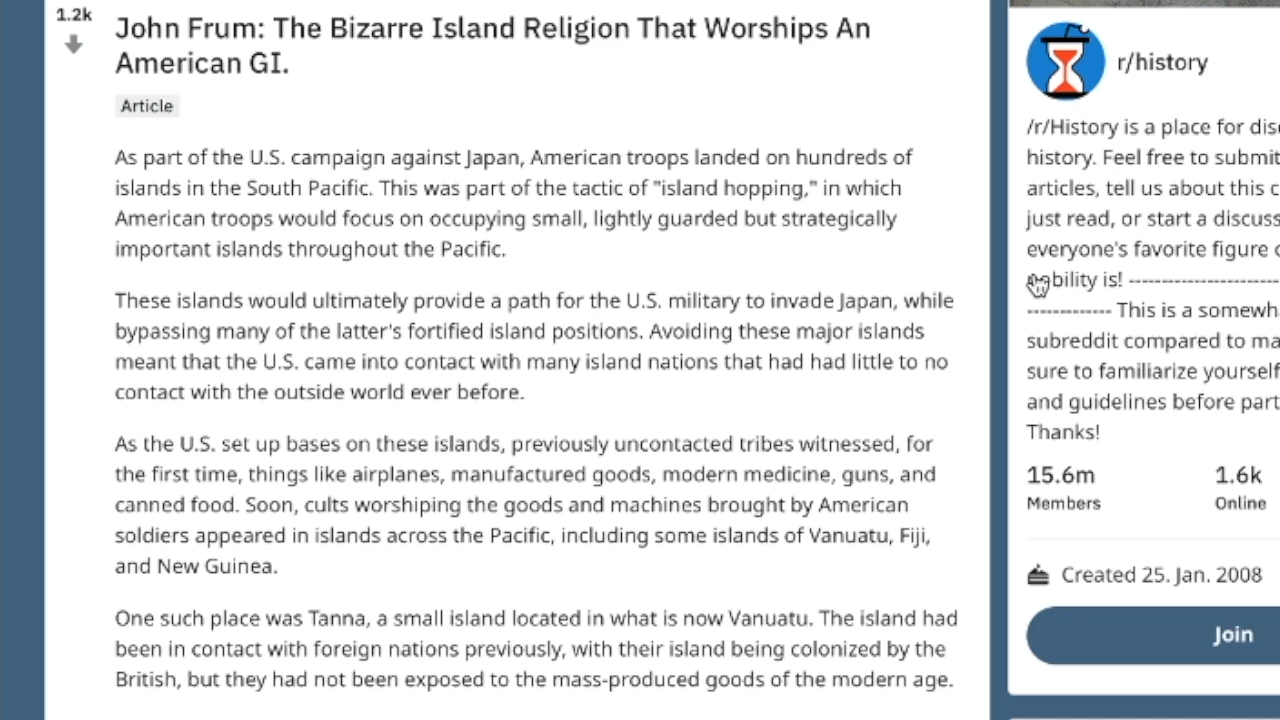 1.2k
John Frum: The Bizarre Island Religion That Worships An
American GI.
Article
As part of the U.S. campaign against Japan, American troops landed on hundreds of
islands in the South Pacific. This was part of the tactic of "island hopping," in which
American troops would focus on occupying small, lightly guarded but strategically
important islands throughout the Pacific.
These islands would ultimately provide a path for the U.S. military to invade Japan, while
bypassing many of the latter's fortified island positions. Avoiding these major islands
meant that the U.S. came into contact with many island nations that had had little to no
contact with the outside world ever before.
As the U.S. set up bases on these islands, previously uncontacted tribes witnessed, for
the first time, things like airplanes, manufactured goods, modern medicine, guns, and
canned food. Soon, cults worshiping the goods and machines brought by American
soldiers appeared in islands across the Pacific, including some islands of Vanuatu, Fiji,
and New Guinea.
One such place was Tanna, a small island located in what is now Vanuatu. The island had
been in contact with foreign nations previously, with their island being colonized by the
British, but they had not been exposed to the mass-produced goods of the modern age.
r/history
/r/History is a place for dis
history. Feel free to submit
articles, tell us about this c
just read, or start a discuss
everyone's favorite figure
bility is! ----------------------
------------- This is a somewh
subreddit compared to ma
sure to familiarize yourself
and guidelines before part
Thanks!
15.6m
Members
1.6k
Online
Created 25. Jan. 2008
Join